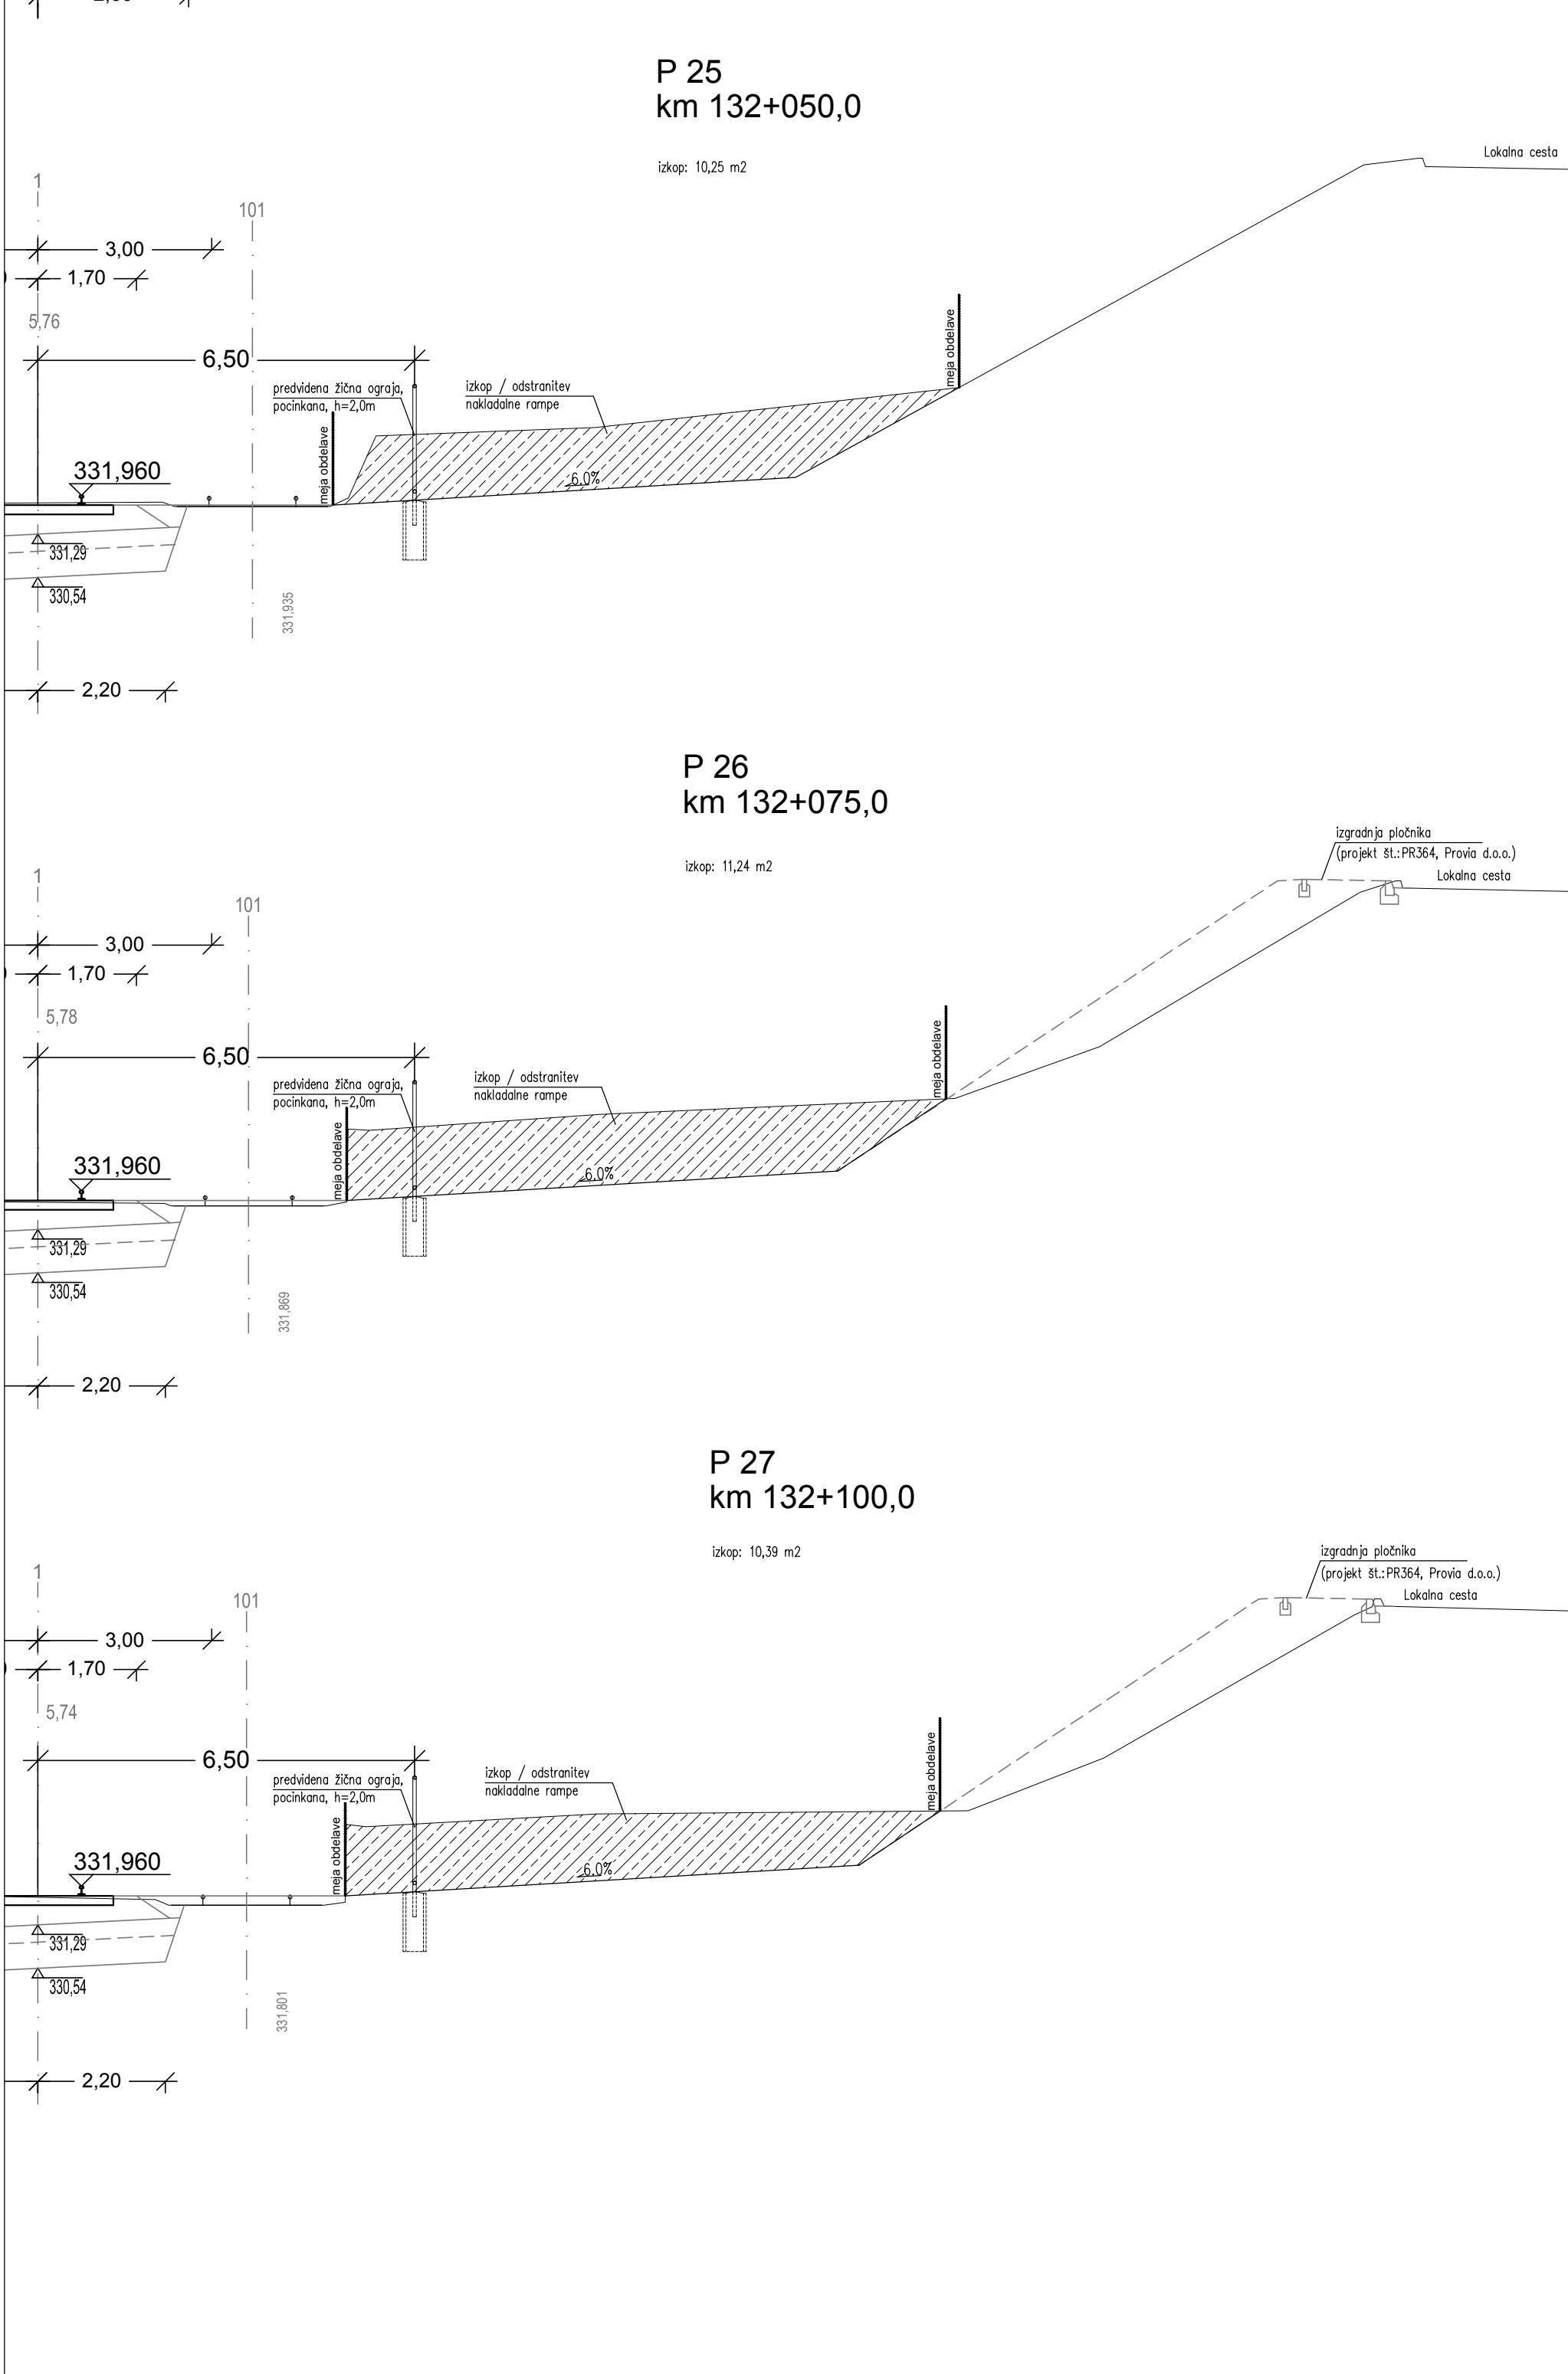 P 25
km 132+050,0
izkop: 10,25 m2
Lokalna cesta
1
101
3,00
1,70
5,76
6,50
predvidena žična ograja,
pocinkana, h=2,0m
izkop / odstranitev
nakladalne rampe
meja obdelave
meja obdelave
331,960
6.0%
331,29
330,54
331,935
2,20
P 26
km 132+075,0
izkop: 11,24 m2
izgradnja pločnika
(projekt št.:PR364, Provia d.o.o.)
Lokalna cesta
1
101
3,00
1,70
5,78
6,50
predvidena žična ograja,
pocinkana, h=2,0m
izkop / odstranitev
nakladalne rampe
meja obdelave
meja obdelave
331,960
6.0%
331,29
330,54
331,869
2,20
P 27
km 132+100,0
izkop: 10,39 m2
izgradnja pločnika
(projekt št.:PR364, Provia d.o.o.)
Lokalna cesta
1
101
3,00
1,70
5,74
6,50
predvidena žična ograja,
pocinkana, h=2,0m
izkop / odstranitev
nakladalne rampe
meja obdelave
meja obdelave
331,960
6.0%
331,29
330,54
331,801
2,20